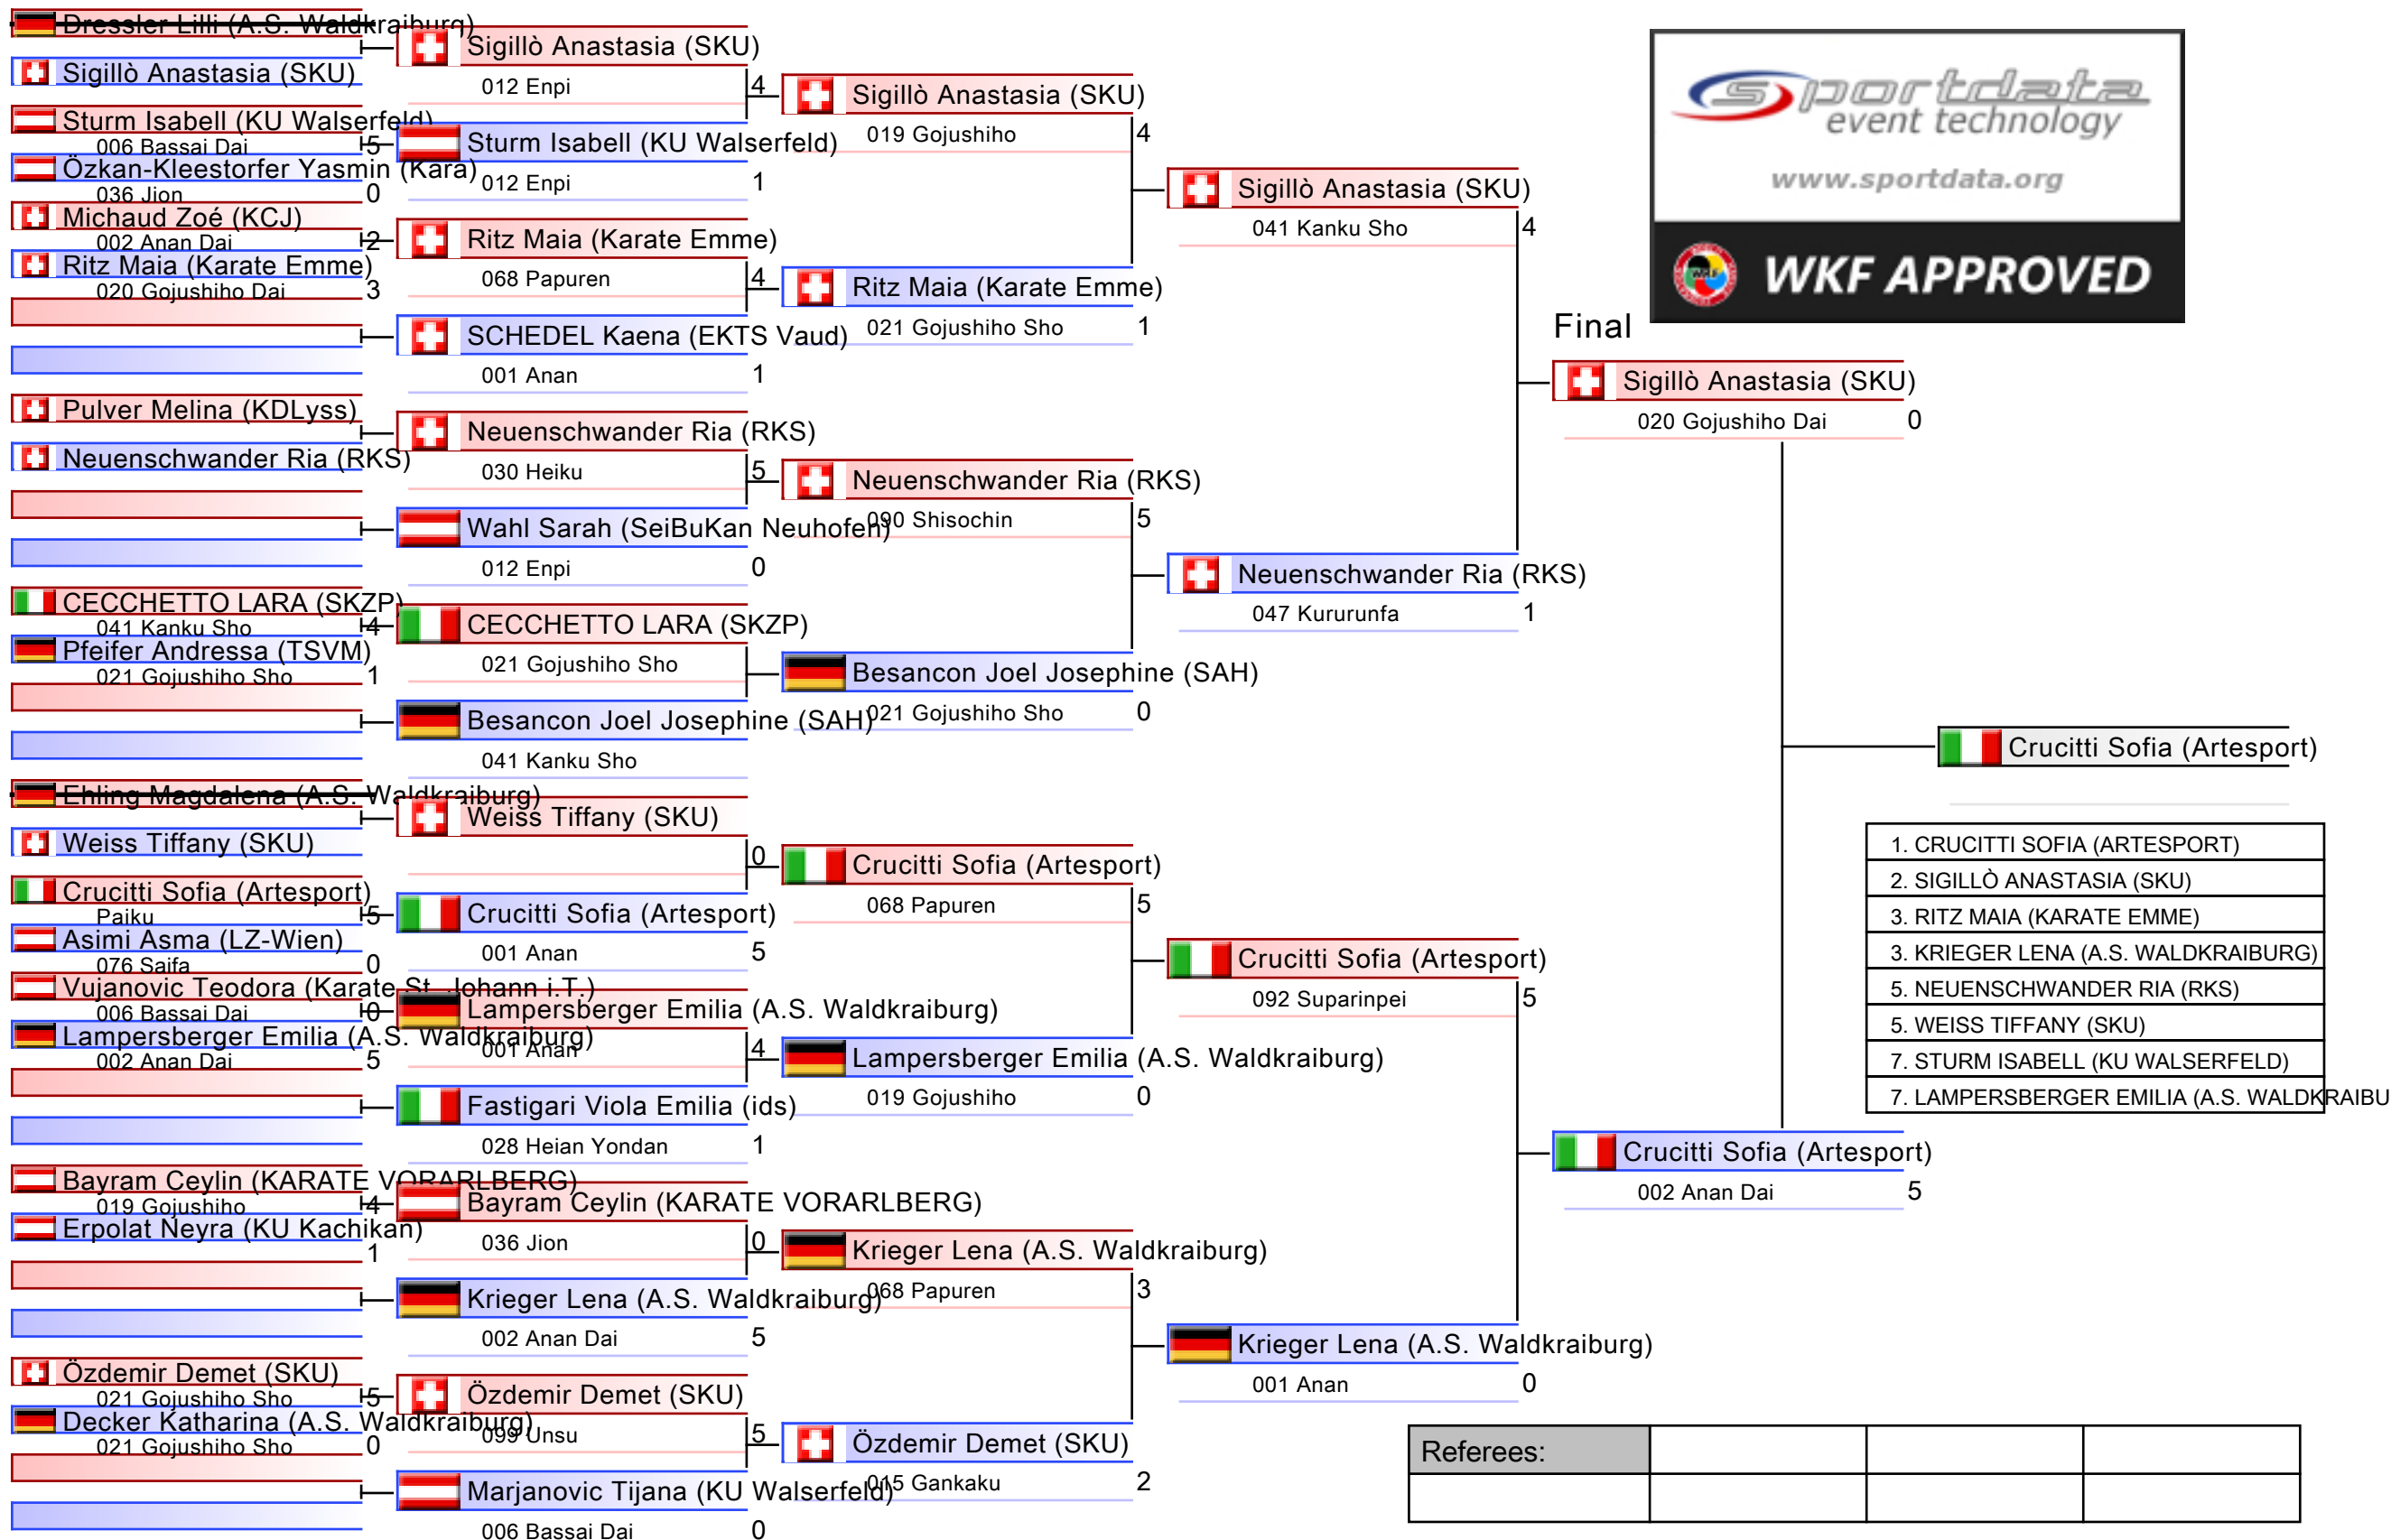 Dressler Lilli (A.S. Waldkraiburg)
Sigillò Anastasia (SKU)
Sturm Isabell (KU Walserfeld)
006 Bassai Dai 5
Özkan-Kleestorfer Yasmin (Kara)
036 Jion 0
Michaud Zoé (KCJ)
002 Anan Dai 2
Ritz Maia (Karate Emme)
020 Gojushiho Dai 3
Pulver Melina (KDLyss)
Neuenschwander Ria (RKS)
CECCHETTO LARA (SKZP)
041 Kanku Sho 4
Pfeifer Andressa (TSVM)
021 Gojushiho Sho 1
Ehling Magdalena (A.S. Waldkraiburg)
Weiss Tiffany (SKU)
Crucitti Sofia (Artesport)
Paiku 5
Asimi Asma (LZ-Wien)
076 Saifa 0
Vujanovic Teodora (Karate St. Johann i.T.)
006 Bassai Dai 0
Lampersberger Emilia (A.S. Waldkraiburg)
002 Anan Dai 5
Bayram Ceylin (KARATE VORARLBERG)
019 Gojushiho 4
Erpolat Neyra (KU Kachikan)
1
Özdemir Demet (SKU)
021 Gojushiho Sho 5
Decker Katharina (A.S. Waldkraiburg)
021 Gojushiho Sho 0
Sigillò Anastasia (SKU)
012 Enpi 4
Sturm Isabell (KU Walserfeld)
012 Enpi 1
Ritz Maia (Karate Emme)
068 Papuren 4
SCHEDEL Kaena (EKTS Vaud)
001 Anan 1
Neuenschwander Ria (RKS)
030 Heiku 5
Wahl Sarah (SeiBuKan Neuhofen)
012 Enpi 0
CECCHETTO LARA (SKZP)
021 Gojushiho Sho
Besancon Joel Josephine (SAH)
041 Kanku Sho
Weiss Tiffany (SKU)
0
Crucitti Sofia (Artesport)
001 Anan 5
Lampersberger Emilia (A.S. Waldkraiburg)
001 Anan 4
Fastigari Viola Emilia (ids)
028 Heian Yondan 1
Bayram Ceylin (KARATE VORARLBERG)
036 Jion 0
Krieger Lena (A.S. Waldkraiburg)
002 Anan Dai 5
Özdemir Demet (SKU)
099 Unsu 5
Marjanovic Tijana (KU Walserfeld)
006 Bassai Dai 0
Sigillò Anastasia (SKU)
019 Gojushiho 4
Ritz Maia (Karate Emme)
021 Gojushiho Sho 1
Neuenschwander Ria (RKS)
090 Shisochin 5
Besancon Joel Josephine (SAH)
021 Gojushiho Sho 0
Crucitti Sofia (Artesport)
068 Papuren 5
Lampersberger Emilia (A.S. Waldkraiburg)
019 Gojushiho 0
Krieger Lena (A.S. Waldkraiburg)
068 Papuren 3
Özdemir Demet (SKU)
015 Gankaku 2
Sigillò Anastasia (SKU)
041 Kanku Sho 4
Neuenschwander Ria (RKS)
047 Kururunfa 1
Crucitti Sofia (Artesport)
092 Suparinpei 5
Krieger Lena (A.S. Waldkraiburg)
001 Anan 0
Final
Sigillò Anastasia (SKU)
020 Gojushiho Dai 0
Crucitti Sofia (Artesport)
002 Anan Dai 5
Crucitti Sofia (Artesport)
sportdata
event technology
www.sportdata.org
WKF
WKF APPROVED
1. CRUCITTI SOFIA (ARTESPORT)
2. SIGILLÒ ANASTASIA (SKU)
3. RITZ MAIA (KARATE EMME)
3. KRIEGER LENA (A.S. WALDKRAIBURG)
5. NEUENSCHWANDER RIA (RKS)
5. WEISS TIFFANY (SKU)
7. STURM ISABELL (KU WALSERFELD)
7. LAMPERSBERGER EMILIA (A.S. WALDKRAIBU
Referees: